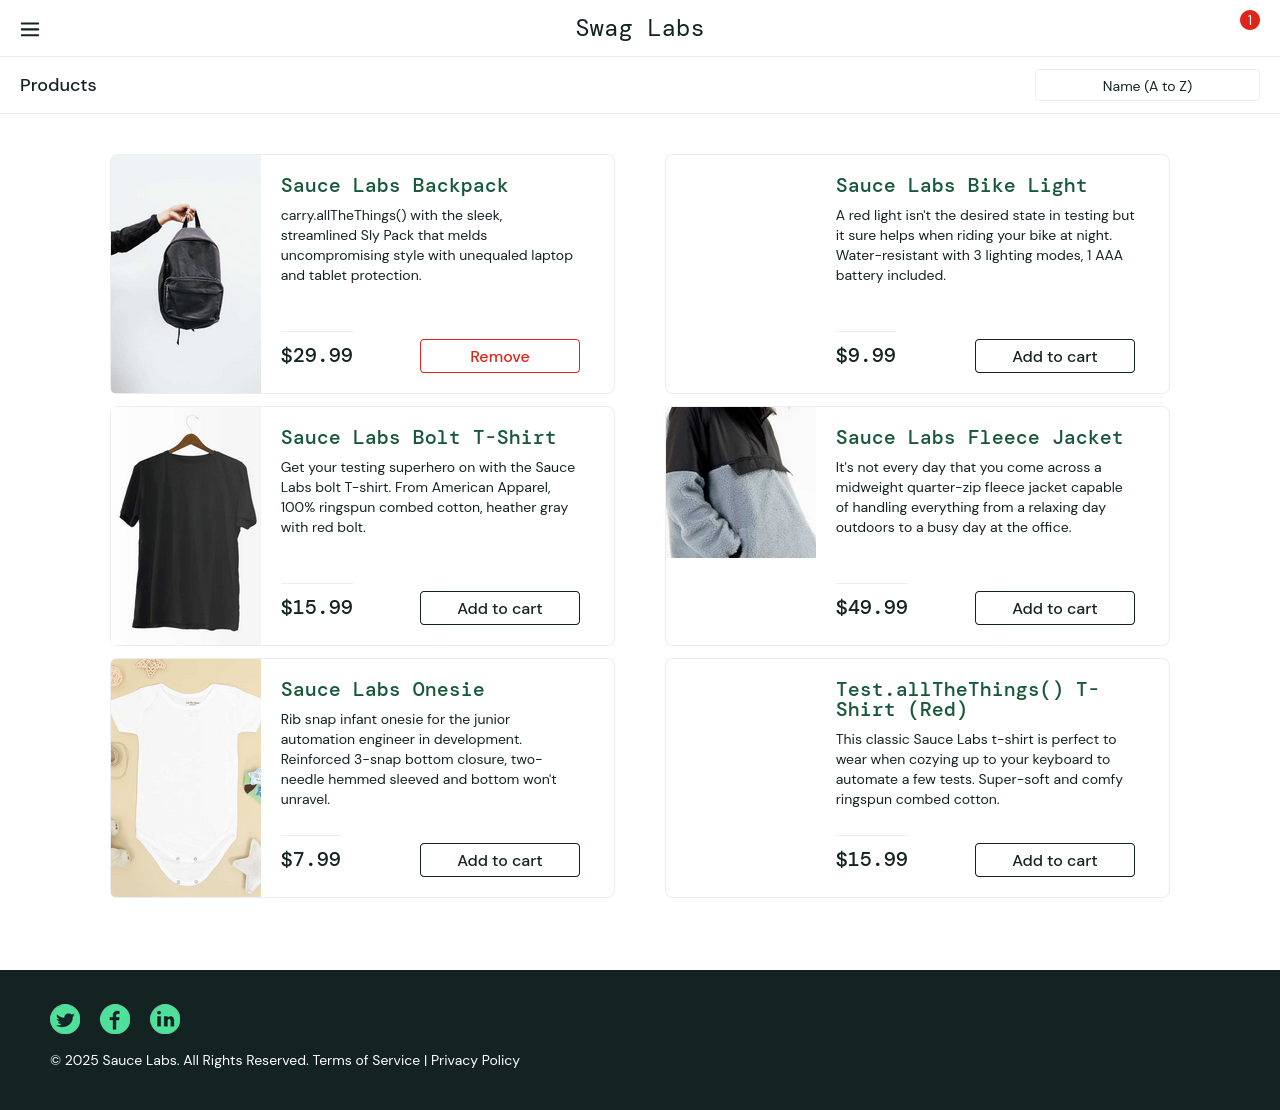 Swag Labs
1
Products
Name (A to Z)
Sauce Labs Backpack
carry.allTheThings() with the sleek,
streamlined Sly Pack that melds
uncompromising style with unequaled laptop
and tablet protection.
$29.99
Remove
Sauce Labs Bike Light
A red light isn't the desired state in testing but
it sure helps when riding your bike at night.
Water-resistant with 3 lighting modes, 1 AAA
battery included.
$9.99
Add to cart
Sauce Labs Bolt T-Shirt
Get your testing superhero on with the Sauce
Labs bolt T-shirt. From American Apparel,
100% ringspun combed cotton, heather gray
with red bolt.
$15.99
Add to cart
Sauce Labs Fleece Jacket
It's not every day that you come across a
midweight quarter-zip fleece jacket capable
of handling everything from a relaxing day
outdoors to a busy day at the office.
$49.99
Add to cart
Sauce Labs Onesie
Rib snap infant onesie for the junior
automation engineer in development.
Reinforced 3-snap bottom closure, two-
needle hemmed sleeved and bottom won't
unravel.
$7.99
Add to cart
Test.allTheThings() T-
Shirt (Red)
This classic Sauce Labs t-shirt is perfect to
wear when cozying up to your keyboard to
automate a few tests. Super-soft and comfy
ringspun combed cotton.
$15.99
Add to cart
© 2025 Sauce Labs. All Rights Reserved. Terms of Service | Privacy Policy